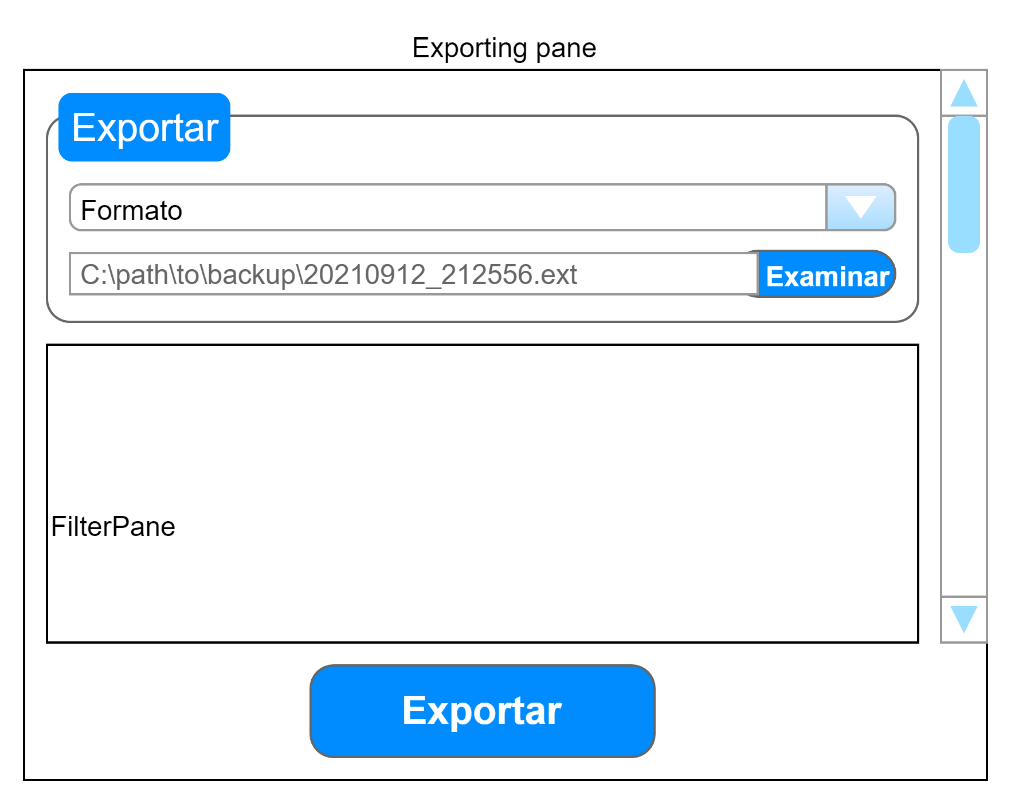 Exporting pane
Exportar
Formato
C:\path\to\backup\20210912_212556.ext
Examinar
FilterPane
Exportar